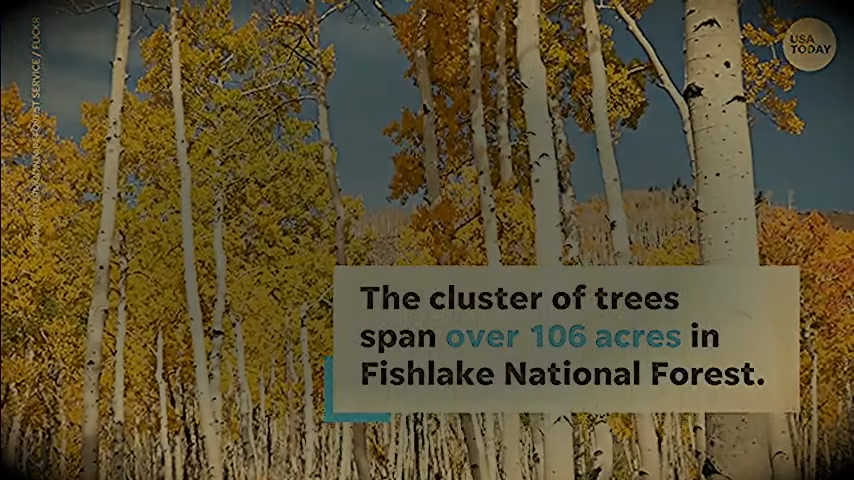 USA
TODAY
The cluster of trees
span over 106 acres in
Fishlake National Forest.